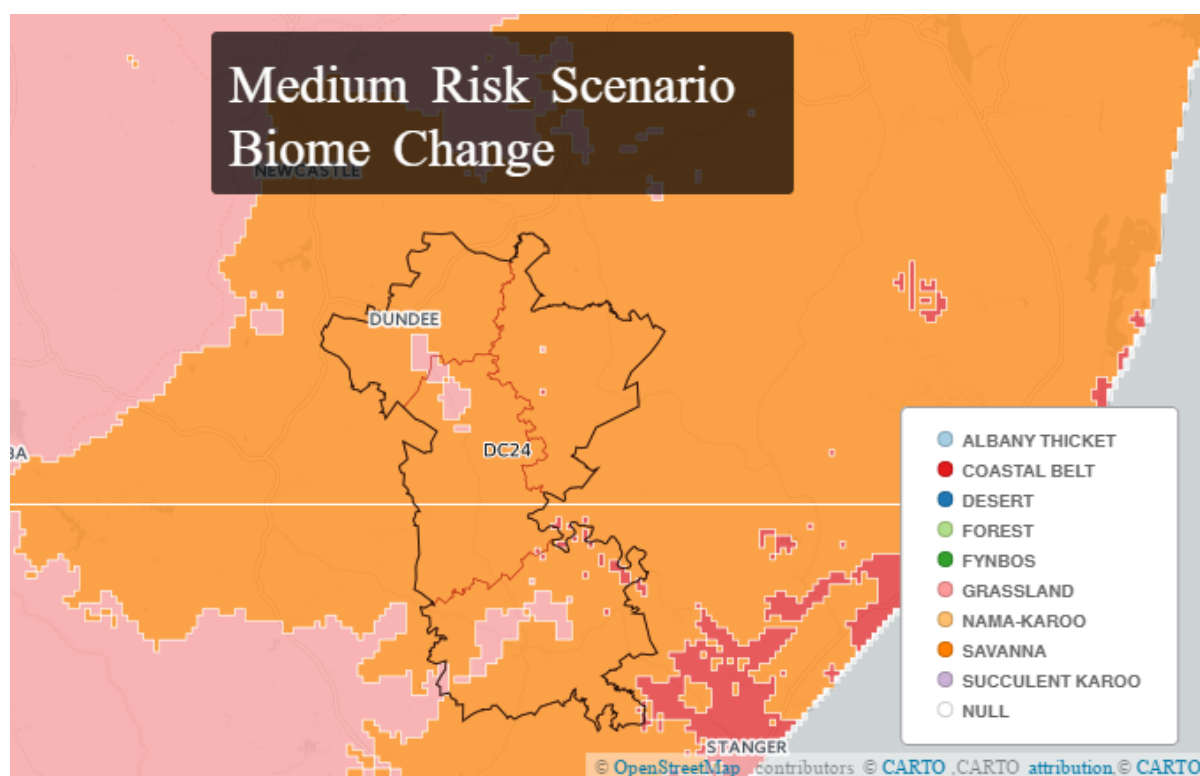 Medium Risk Scenario
Biome Change
NEWCASTLE
DUNDEE
BA
DC24
ALBANY THICKET
COASTAL BELT
DESERT
FOREST
FYNBOS
GRASSLAND
NAMA-KAROO
SAVANNA
SUCCULENT KAROO
NULL
STANGER
© OpenStreetMap contributors © CARTO , CARTO attribution © CARTO